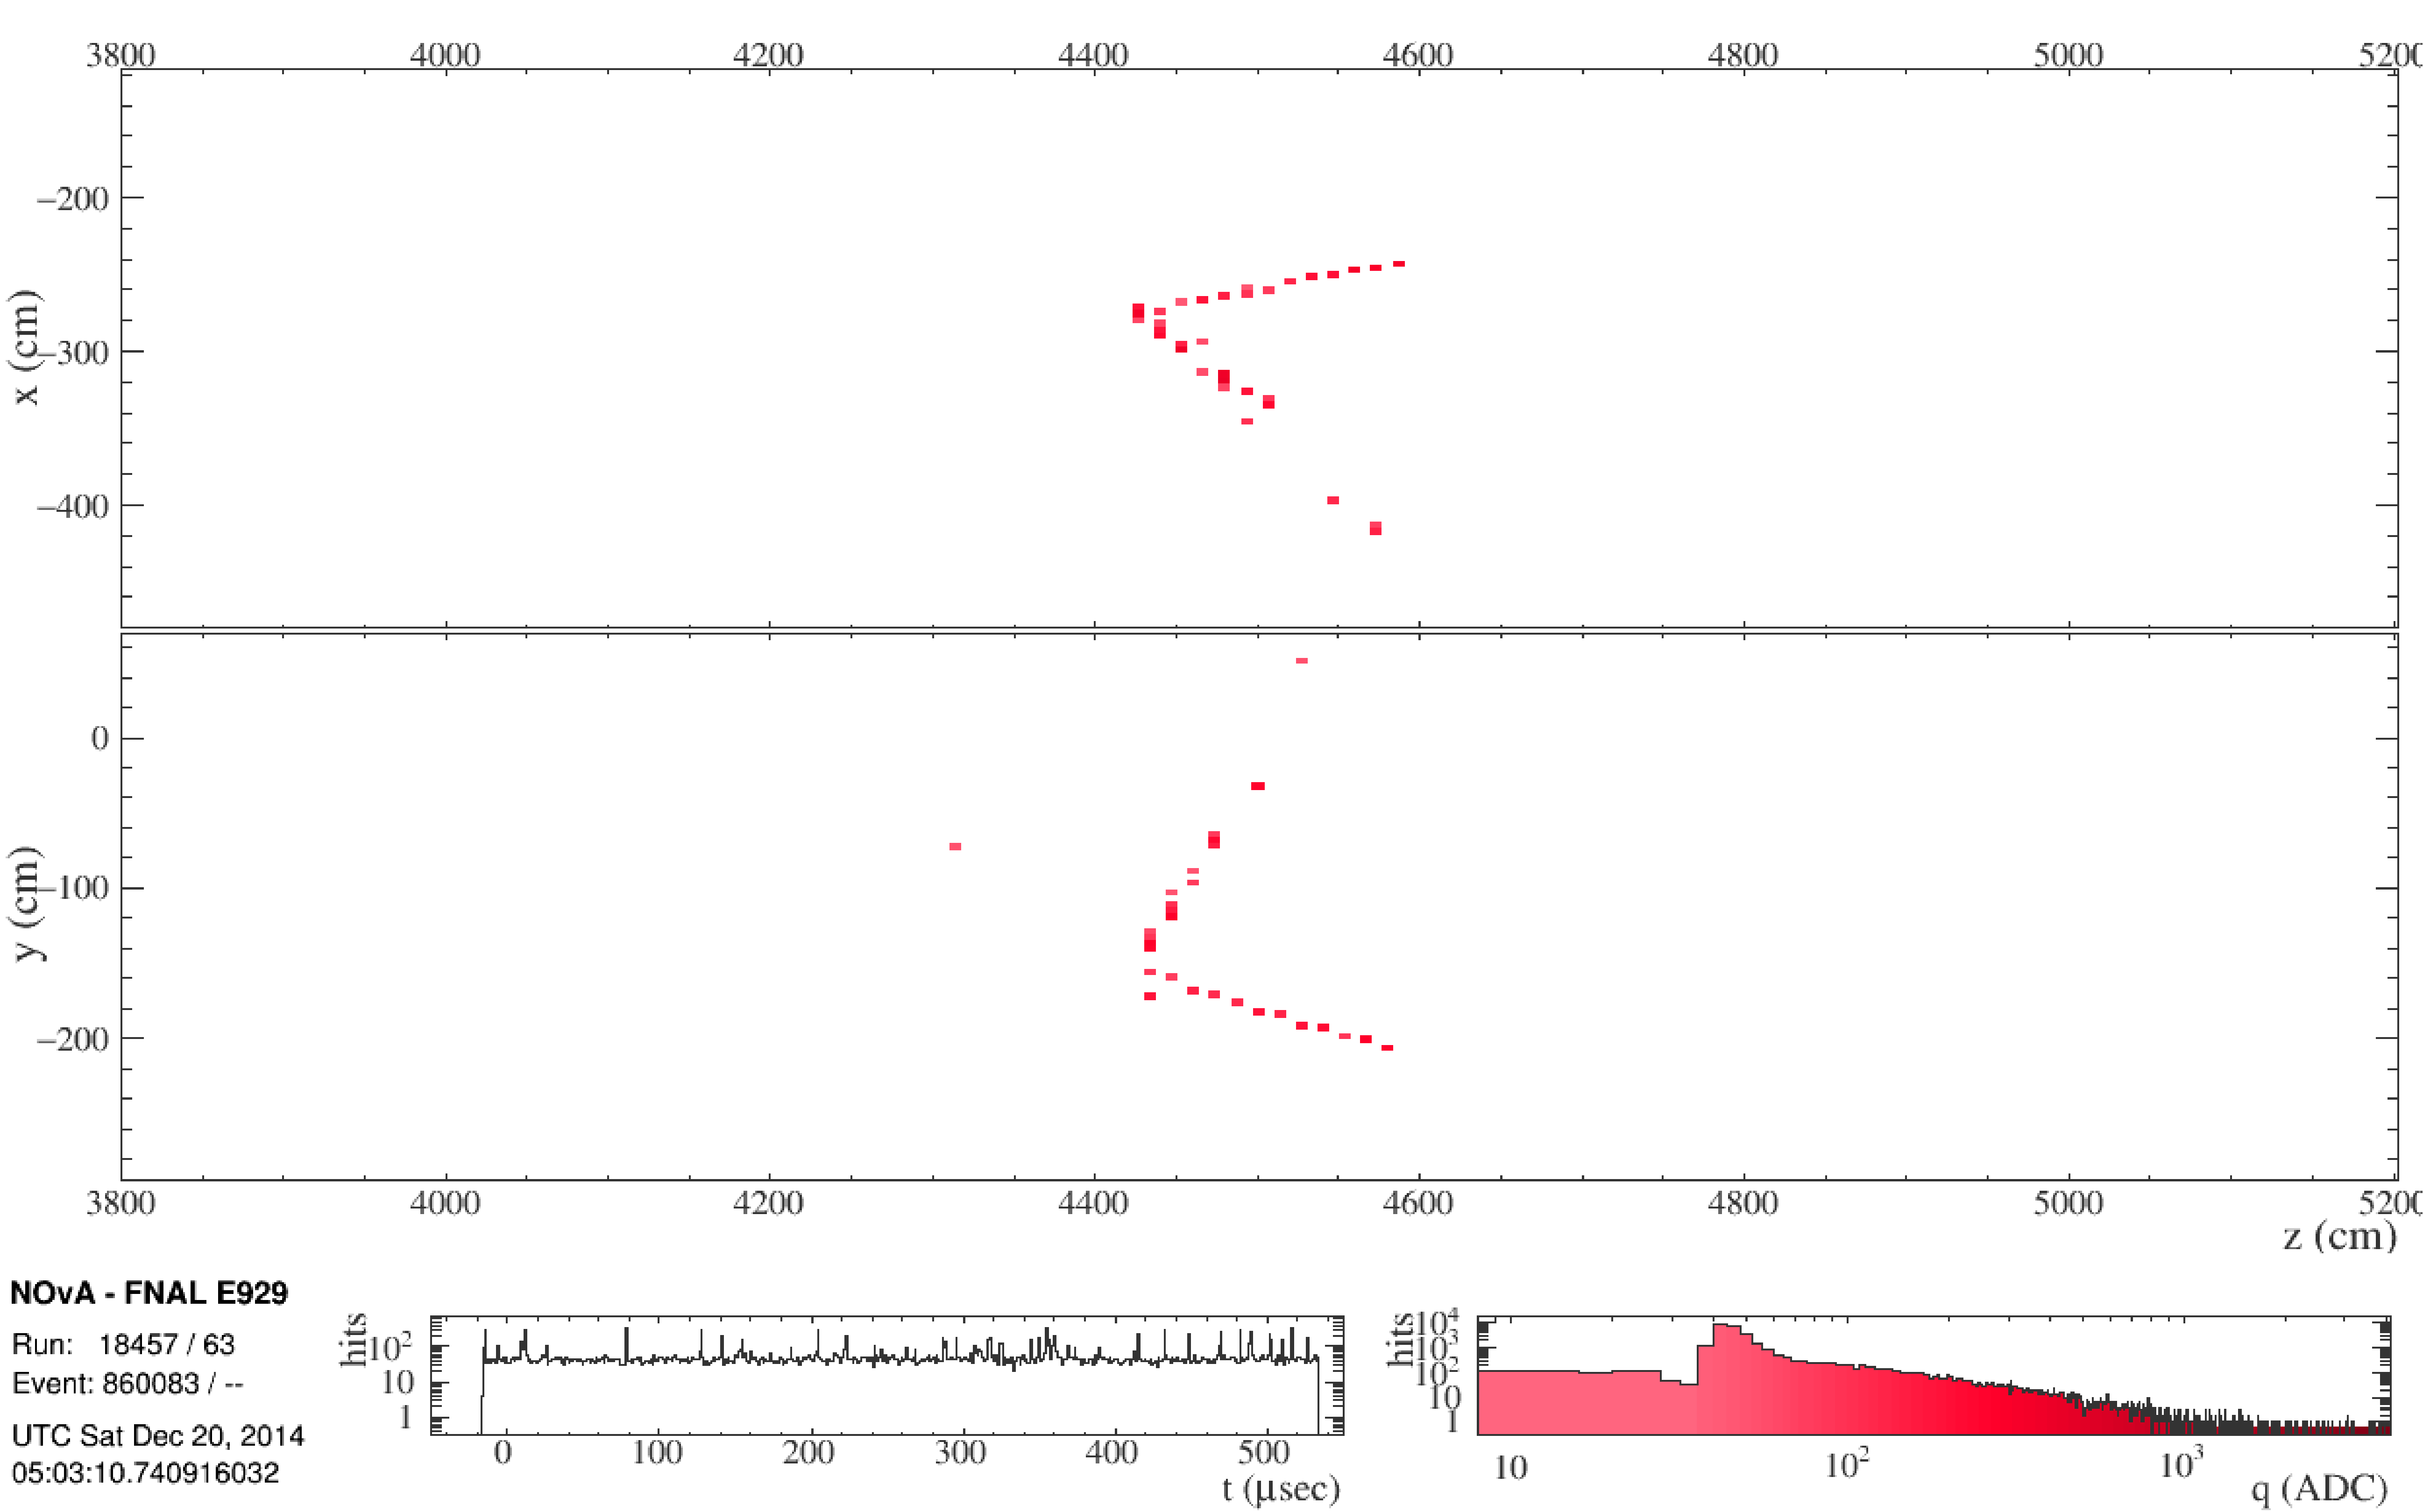 3800 4000 4200 4400 4600 4800 5000 520
−200
−300
−400
x (cm)
0
−100
−200
y (cm)
3800 4000 4200 4400 4600 4800 5000 520
z (cm)
NOvA - FNAL E929
Run: 18457 / 63
Event: 860083 / --
UTC Sat Dec 20, 2014
05:03:10.740916032
hits
10²
10
1
0 100 200 300 400 500
t (μsec)
hits
10⁴
10³
10²
10
1
10 10² 10³
q (ADC)